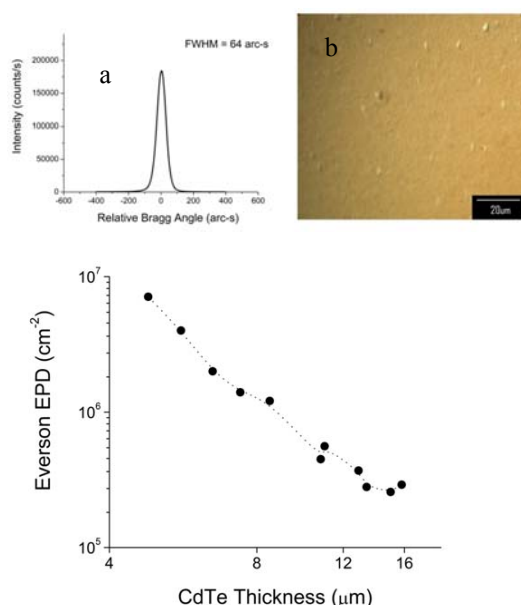 FWHM = 64 arc-s
a
Intensity (counts/s)
200000
150000
100000
50000
0
-600 -400 -200 0 200 400 600
Relative Bragg Angle (arc-s)
b
20um
Everson EPD (cm⁻²)
10⁷
10⁶
10⁵
4 8 12 16
CdTe Thickness (μm)